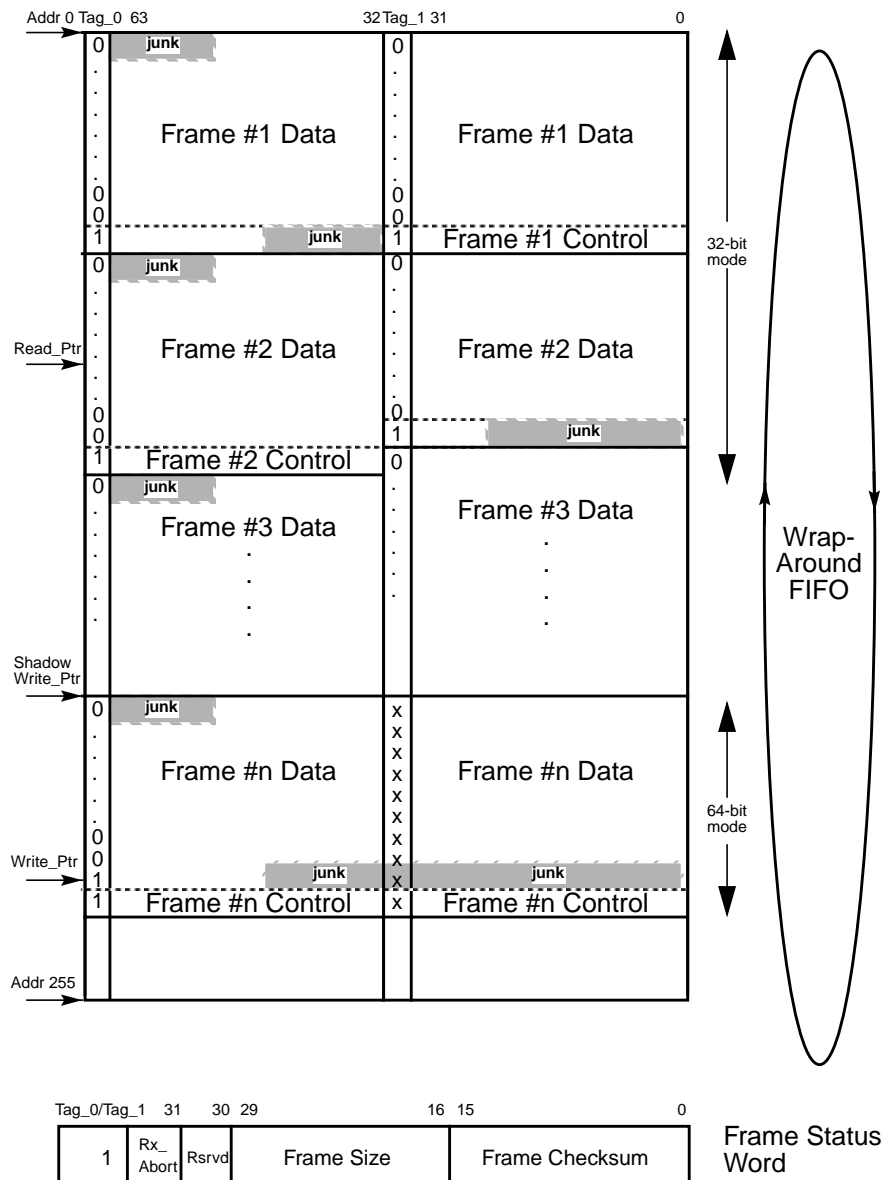 Addr 0 Tag_0 63 32 Tag_1 31 0
0 junk 0
. .
. .
. .
. .
Frame #1 Data Frame #1 Data
. .
. .
0 0
0 0
1 junk 1 Frame #1 Control
32-bit
mode
0 junk 0
. .
. .
. .
Read_Ptr
Frame #2 Data Frame #2 Data
. .
. .
0 0
0 1 junk
1 Frame #2 Control 0
0 junk .
. .
Frame #3 Data Frame #3 Data
. .
. .
. .
. .
Wrap-
Around
FIFO
Shadow
Write_Ptr
0 junk x
. x
. x
. x
Frame #n Data Frame #n Data
. x
. x
64-bit
mode
0 x
Write_Ptr
0 x
1 junk x junk
1 Frame #n Control x Frame #n Control
Addr 255
Tag_0/Tag_1 31 30 29 16 15 0
1 Rx_
Abort Rsrvd Frame Size Frame Checksum
Frame Status
Word